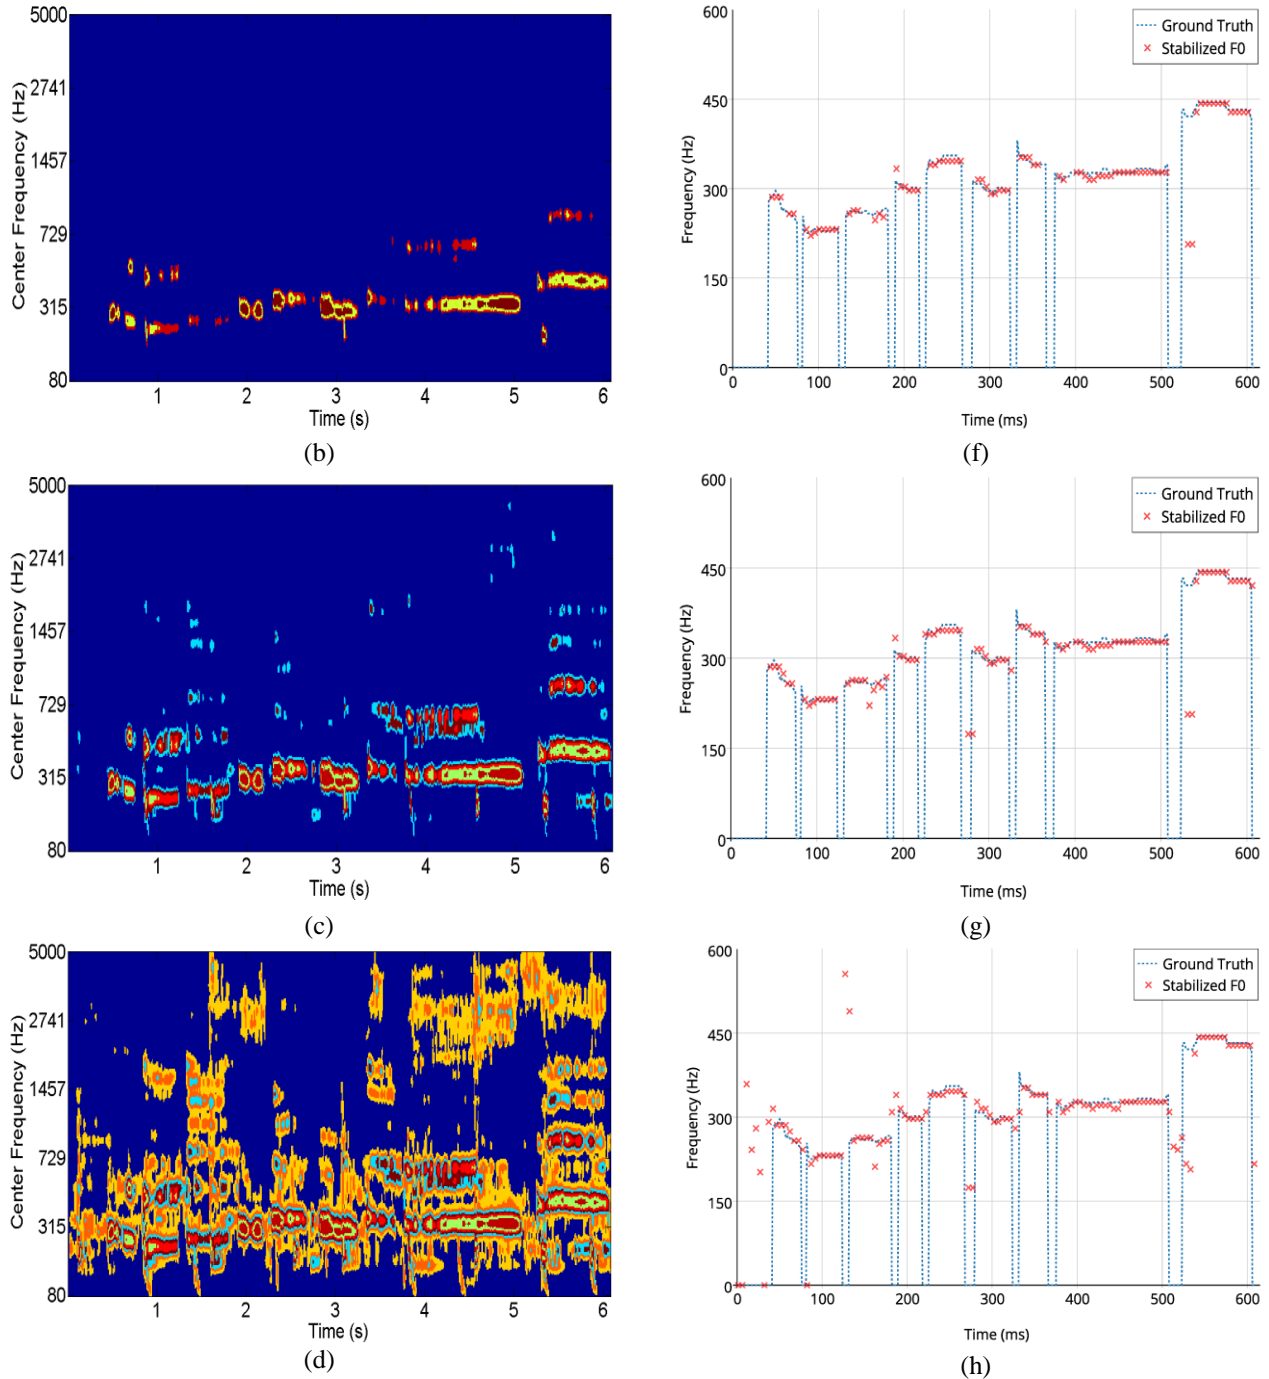 5000
2741
1457
729
315
80
Center Frequency (Hz)
1 2 3 4 5 6
Time (s)
(b)
600
450
300
150
0
Frequency (Hz)
Ground Truth
Stabilized F0
0 100 200 300 400 500 600
Time (ms)
(f)
5000
2741
1457
729
315
80
Center Frequency (Hz)
1 2 3 4 5 6
Time (s)
(c)
600
450
300
150
0
Frequency (Hz)
Ground Truth
Stabilized F0
0 100 200 300 400 500 600
Time (ms)
(g)
5000
2741
1457
729
315
80
Center Frequency (Hz)
1 2 3 4 5 6
Time (s)
(d)
600
450
300
150
0
Frequency (Hz)
Ground Truth
Stabilized F0
0 100 200 300 400 500 600
Time (ms)
(h)